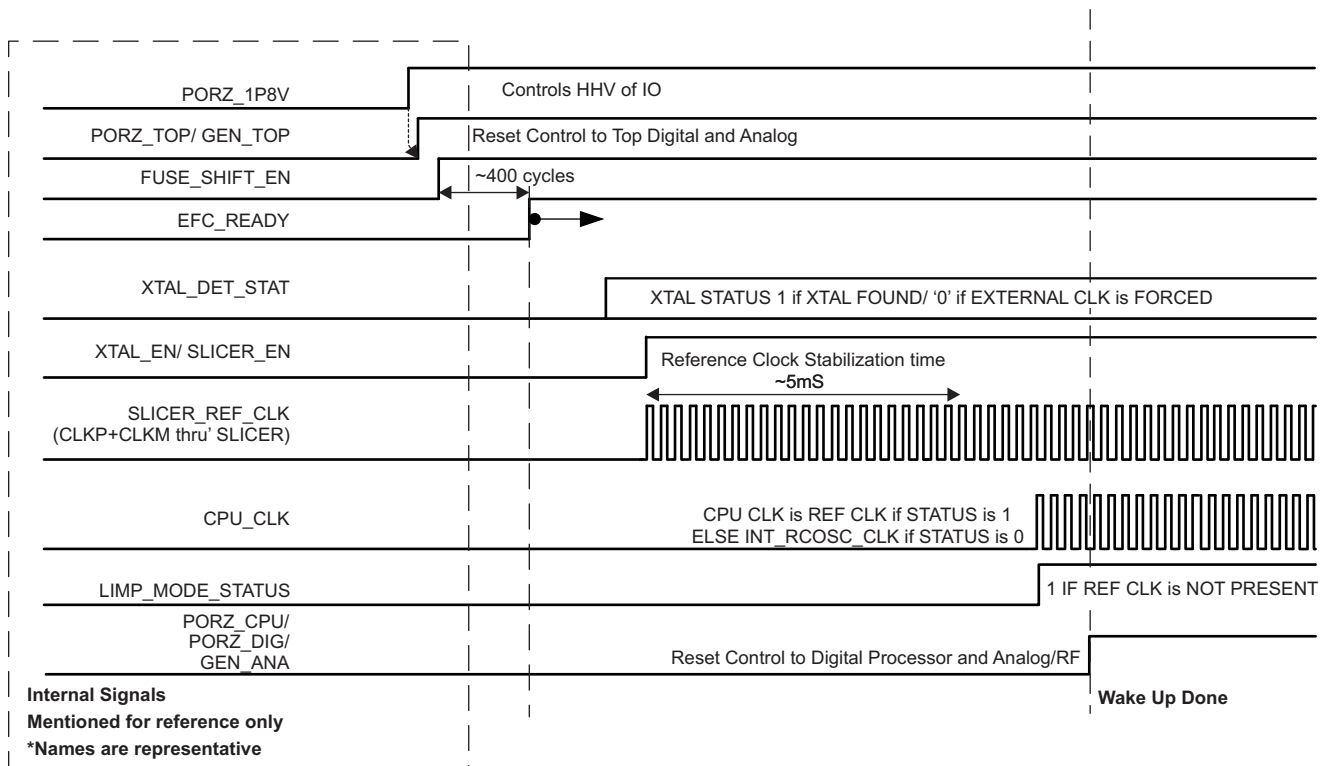 PORZ_1P8V
Controls HHV of IO
PORZ_TOP/ GEN_TOP
Reset Control to Top Digital and Analog
FUSE_SHIFT_EN
~400 cycles
EFC_READY
XTAL_DET_STAT
XTAL STATUS 1 if XTAL FOUND/ ‘0’ if EXTERNAL CLK is FORCED
XTAL_EN/ SLICER_EN
Reference Clock Stabilization time
~5mS
SLICER_REF_CLK
(CLKP+CLKM thru’ SLICER)
CPU_CLK
CPU CLK is REF CLK if STATUS is 1
ELSE INT_RCOSC_CLK if STATUS is 0
LIMP_MODE_STATUS
1 IF REF CLK is NOT PRESENT
PORZ_CPU/
PORZ_DIG/
GEN_ANA
Reset Control to Digital Processor and Analog/RF
Internal Signals
Mentioned for reference only
*Names are representative
Wake Up Done